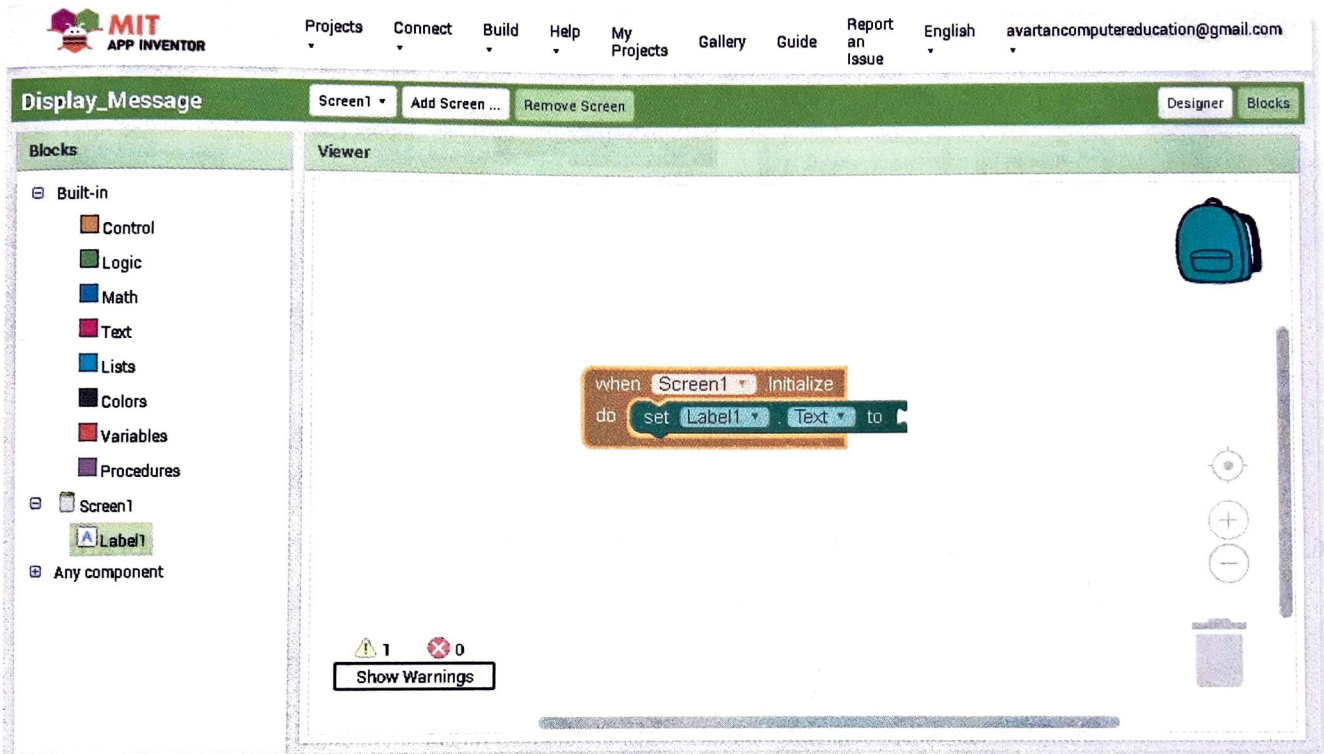 MIT
APP INVENTOR
Projects Connect Build Help My Projects Gallery Guide Report an Issue English avartancomputereducation@gmail.com
Display_Message Screen1 Add Screen ... Remove Screen Designer Blocks
Blocks
Built-in
Control
Logic
Math
Text
Lists
Colors
Variables
Procedures
Screen1
A Label1
Any component
Viewer
when Screen1 .Initialize
do set Label1 . Text to
1 0
Show Warnings